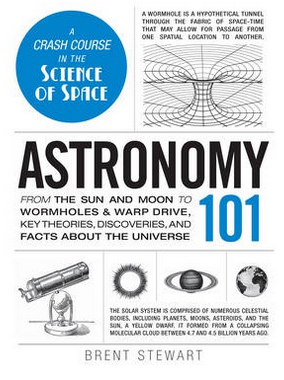 A
CRASH COURSE
IN THE
SCIENCE
OF SPACE
A WORMHOLE IS A HYPOTHETICAL TUNNEL
THROUGH THE FABRIC OF SPACE-TIME
THAT MAY ALLOW FOR PASSAGE FROM
ONE SPATIAL LOCATION TO ANOTHER.
ASTRONOMY
FROM THE SUN AND MOON TO
WORMHOLES & WARP DRIVE,
KEY THEORIES, DISCOVERIES, AND
FACTS ABOUT THE UNIVERSE
101
THE SOLAR SYSTEM IS COMPRISED OF NUMEROUS CELESTIAL
BODIES, INCLUDING PLANETS, MOONS, ASTEROIDS, AND THE
SUN, A YELLOW DWARF. IT FORMED FROM A COLLAPSING
MOLECULAR CLOUD BETWEEN 4.7 AND 4.5 BILLION YEARS AGO.
BRENT STEWART